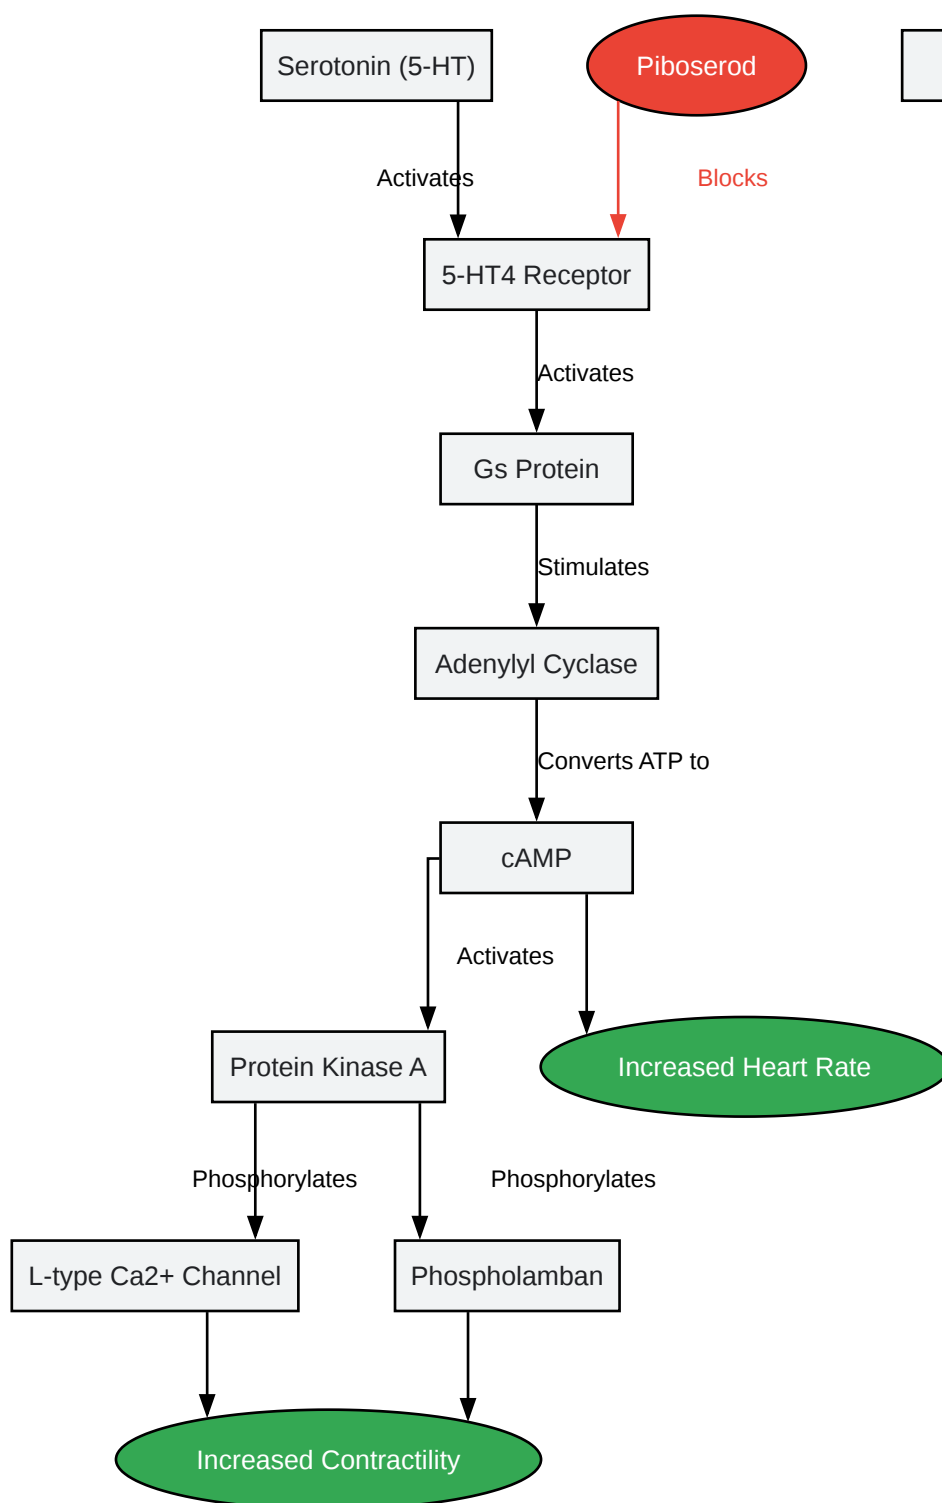 Serotonin (5-HT)
Piboserod
Activates
Blocks
5-HT4 Receptor
Activates
Gs Protein
Stimulates
Adenylyl Cyclase
Converts ATP to
cAMP
Activates
Protein Kinase A
Increased Heart Rate
Phosphorylates
Phosphorylates
L-type Ca2+ Channel
Phospholamban
Increased Contractility